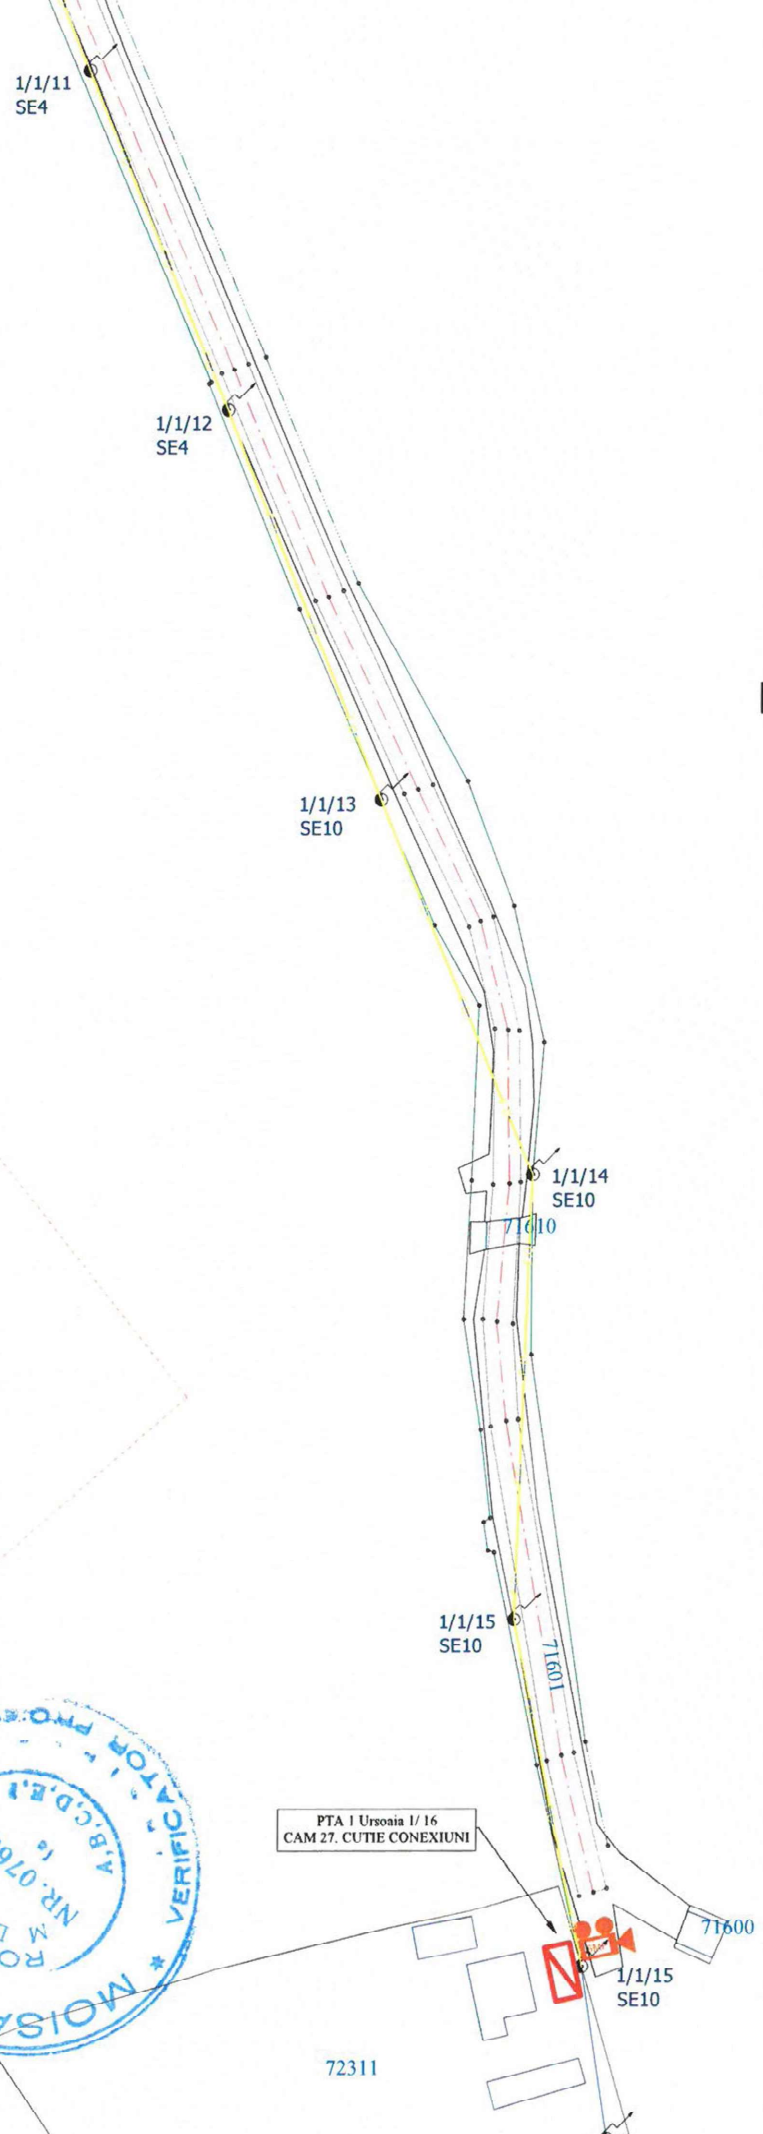 1/1/11
SE4
1/1/12
SE4
1/1/13
SE10
1/1/14
SE10
71610
1/1/15
SE10
71601
PTA 1 Ursoaia 1/ 16
CAM 27. CUTIE CONEXIUNI
VERIFICATOR
A,B,C,D,E,
NR. 076
71600
1/1/15
SE10
72311